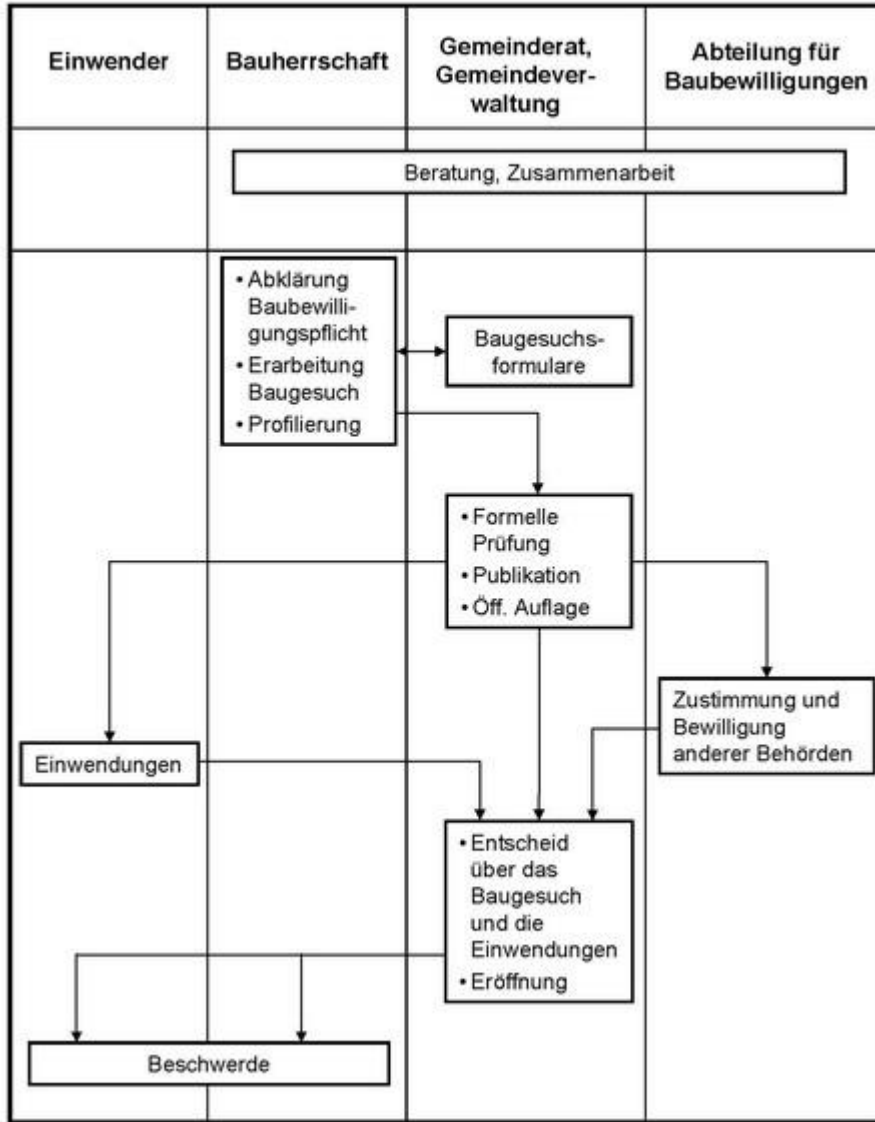 Einwender
Bauherrschaft
Gemeinderat,
Gemeindever-
waltung
Abteilung für
Baubewilligungen
Beratung, Zusammenarbeit
• Abklärung
Baubewilli-
gungspflicht
• Erarbeitung
Baugesuch
• Profilierung
Baugesuchs-
formulare
• Formelle
Prüfung
• Publikation
• Öff. Auflage
Zustimmung und
Bewilligung
anderer Behörden
Einwendungen
• Entscheid
über das
Baugesuch
und die
Einwendungen
• Eröffnung
Beschwerde